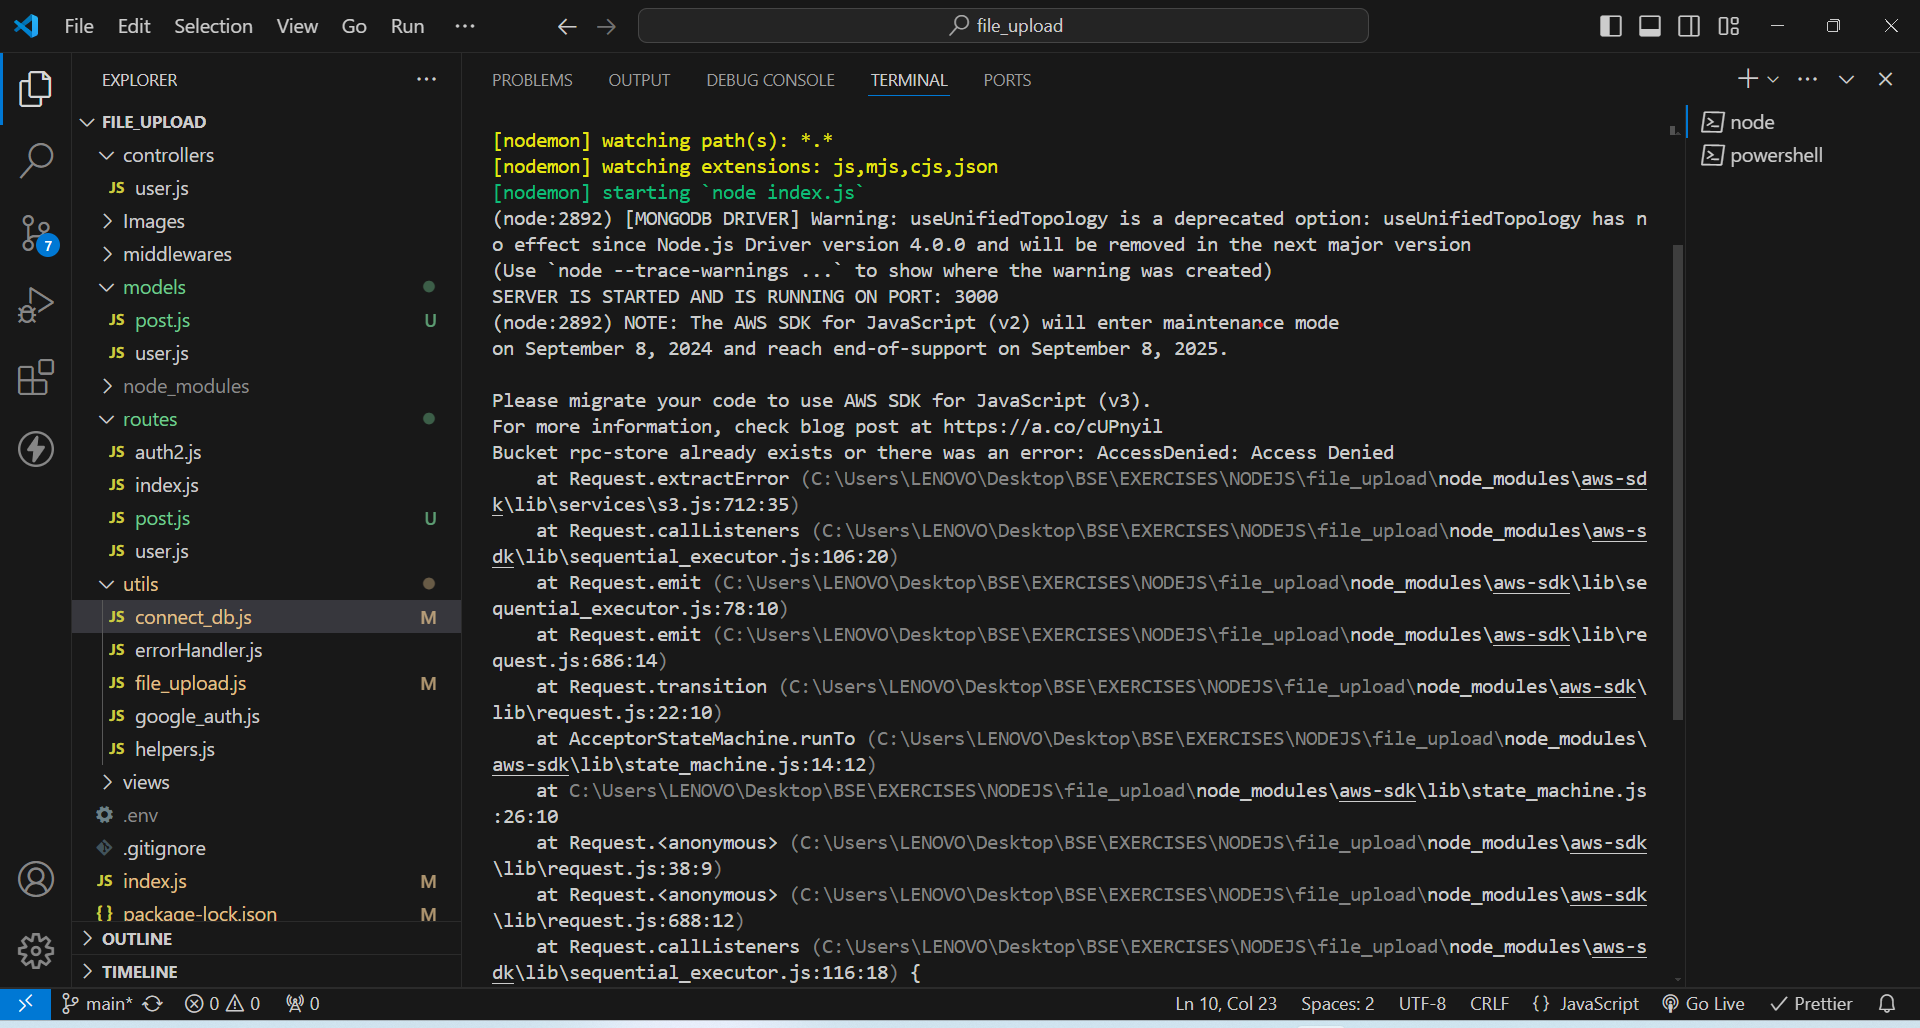 File Edit Selection View Go Run ··· file_upload
EXPLORER ···
FILE_UPLOAD
controllers
JS user.js
Images
middlewares
models
JS post.js U
JS user.js
node_modules
routes
JS auth2.js
JS index.js
JS post.js U
JS user.js
utils
JS connect_db.js M
JS errorHandler.js
JS file_upload.js M
JS google_auth.js
JS helpers.js
views
.env
.gitignore
JS index.js M
{} package-lock.json M
OUTLINE
TIMELINE
7
PROBLEMS OUTPUT DEBUG CONSOLE TERMINAL PORTS
[nodemon] watching path(s): *.*
[nodemon] watching extensions: js,mjs,cjs,json
[nodemon] starting `node index.js`
(node:2892) [MONGODB DRIVER] Warning: useUnifiedTopology is a deprecated option: useUnifiedTopology has n
o effect since Node.js Driver version 4.0.0 and will be removed in the next major version
(Use `node --trace-warnings ...` to show where the warning was created)
SERVER IS STARTED AND IS RUNNING ON PORT: 3000
(node:2892) NOTE: The AWS SDK for JavaScript (v2) will enter maintenance mode
on September 8, 2024 and reach end-of-support on September 8, 2025.
Please migrate your code to use AWS SDK for JavaScript (v3).
For more information, check blog post at https://a.co/cUPnyil
Bucket rpc-store already exists or there was an error: AccessDenied: Access Denied
at Request.extractError (C:\Users\LENOVO\Desktop\BSE\EXERCISES\NODEJS\file_upload\node_modules\aws-sd
k\lib\services\s3.js:712:35)
at Request.callListeners (C:\Users\LENOVO\Desktop\BSE\EXERCISES\NODEJS\file_upload\node_modules\aws-s
dk\lib\sequential_executor.js:106:20)
at Request.emit (C:\Users\LENOVO\Desktop\BSE\EXERCISES\NODEJS\file_upload\node_modules\aws-sdk\lib\se
quential_executor.js:78:10)
at Request.emit (C:\Users\LENOVO\Desktop\BSE\EXERCISES\NODEJS\file_upload\node_modules\aws-sdk\lib\re
quest.js:686:14)
at Request.transition (C:\Users\LENOVO\Desktop\BSE\EXERCISES\NODEJS\file_upload\node_modules\aws-sdk\
lib\request.js:22:10)
at AcceptorStateMachine.runTo (C:\Users\LENOVO\Desktop\BSE\EXERCISES\NODEJS\file_upload\node_modules\
aws-sdk\lib\state_machine.js:14:12)
at C:\Users\LENOVO\Desktop\BSE\EXERCISES\NODEJS\file_upload\node_modules\aws-sdk\lib\state_machine.js
:26:10
at Request.<anonymous> (C:\Users\LENOVO\Desktop\BSE\EXERCISES\NODEJS\file_upload\node_modules\aws-sdk
\lib\request.js:38:9)
at Request.<anonymous> (C:\Users\LENOVO\Desktop\BSE\EXERCISES\NODEJS\file_upload\node_modules\aws-sdk
\lib\request.js:688:12)
at Request.callListeners (C:\Users\LENOVO\Desktop\BSE\EXERCISES\NODEJS\file_upload\node_modules\aws-s
dk\lib\sequential_executor.js:116:18) {
node
powershell
main* 0 0 0 Ln 10, Col 23 Spaces: 2 UTF-8 CRLF {} JavaScript Go Live Prettier